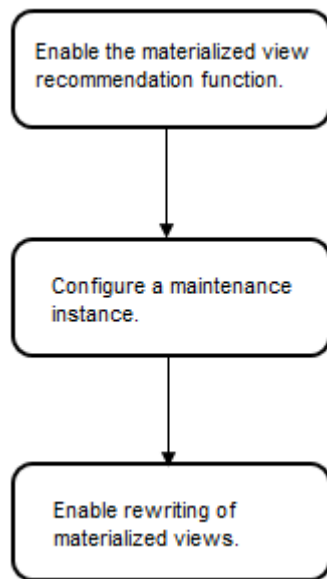 Enable the materialized view
recommendation function.
Configure a maintenance
instance.
Enable rewriting of
materialized views.